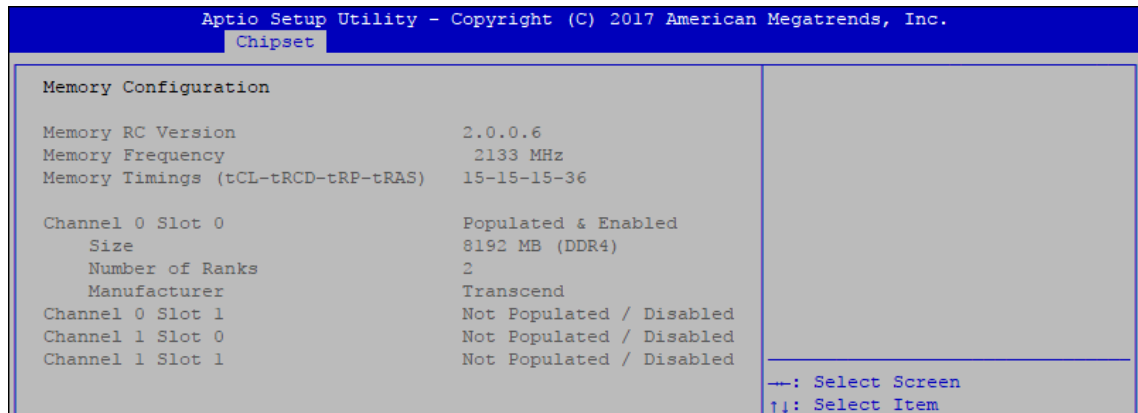 Aptio Setup Utility – Copyright (C) 2017 American Megatrends, Inc.
Chipset
Memory Configuration
Memory RC Version 2.0.0.6
Memory Frequency 2133 MHz
Memory Timings (tCL-tRCD-tRP-tRAS) 15-15-15-36
Channel 0 Slot 0 Populated & Enabled
Size 8192 MB (DDR4)
Number of Ranks 2
Manufacturer Transcend
Channel 0 Slot 1 Not Populated / Disabled
Channel 1 Slot 0 Not Populated / Disabled
Channel 1 Slot 1 Not Populated / Disabled
→←: Select Screen
↑↓: Select Item